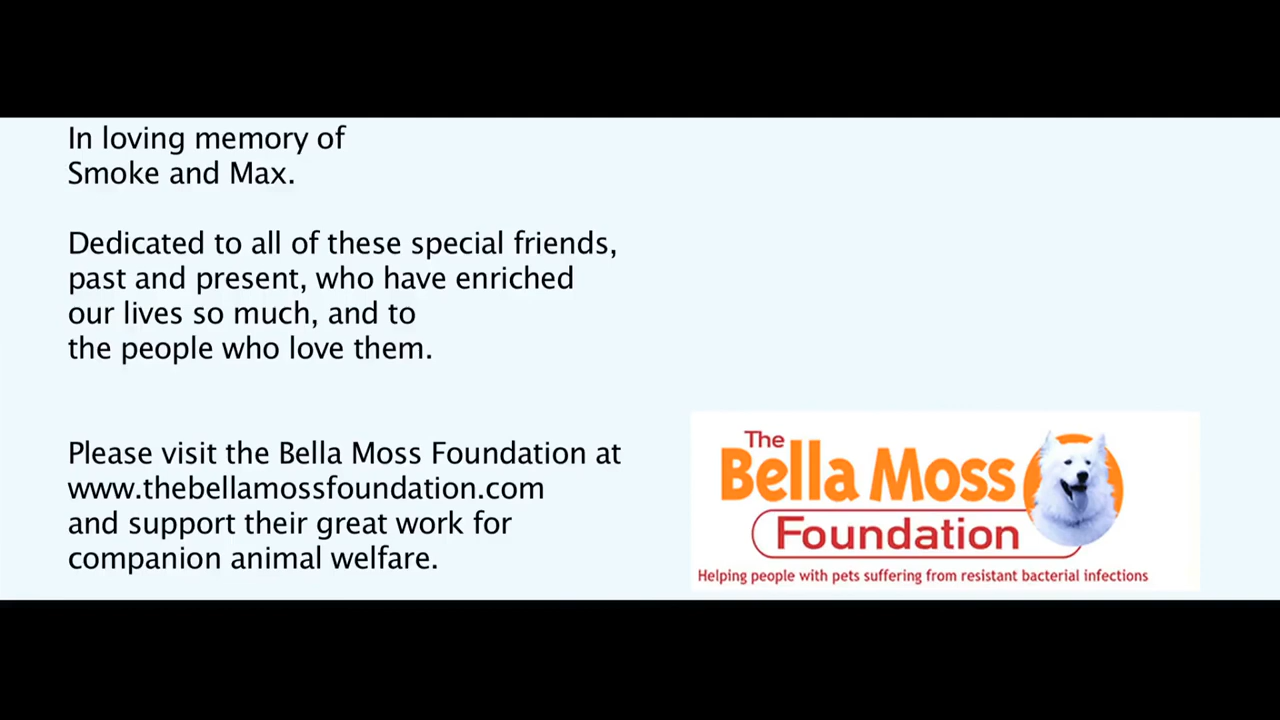 In loving memory of
Smoke and Max.
Dedicated to all of these special friends,
past and present, who have enriched
our lives so much, and to
the people who love them.
Please visit the Bella Moss Foundation at
www.thebellamossfoundation.com
and support their great work for
companion animal welfare.
The
Bella Moss
Foundation
Helping people with pets suffering from resistant bacterial infections